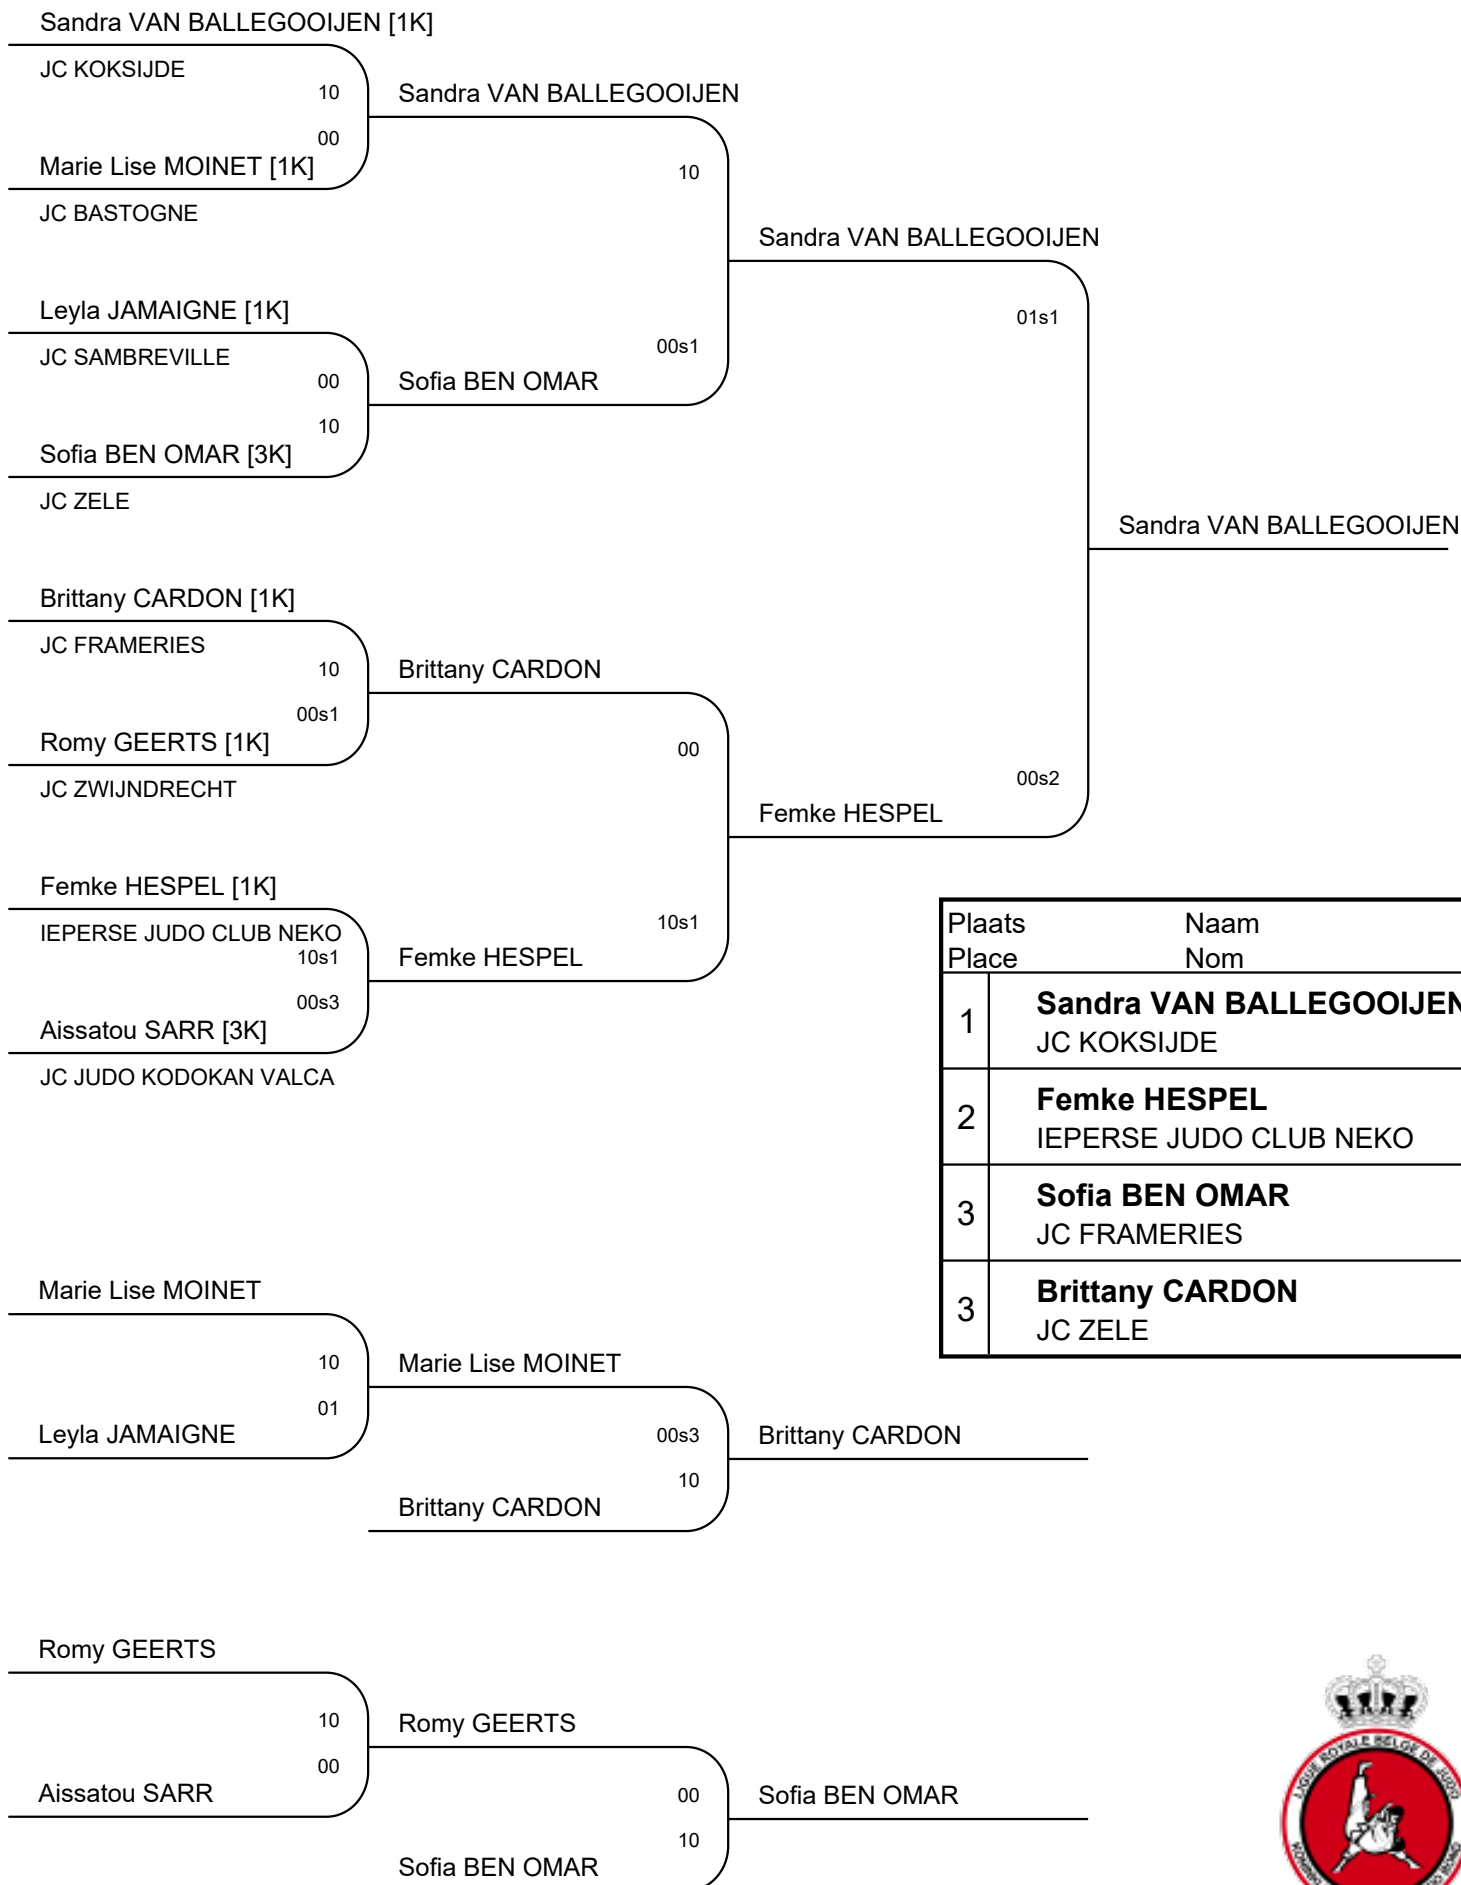 Sandra VAN BALLEGOOIJEN [1K]
JC KOKSIJDE
10
Sandra VAN BALLEGOOIJEN
00
Marie Lise MOINET [1K]
10
JC BASTOGNE
Sandra VAN BALLEGOOIJEN
Leyla JAMAIGNE [1K]
01s1
JC SAMBREVILLE
00s1
00
Sofia BEN OMAR
10
Sofia BEN OMAR [3K]
JC ZELE
Sandra VAN BALLEGOOIJEN
Brittany CARDON [1K]
JC FRAMERIES
10
Brittany CARDON
00s1
Romy GEERTS [1K]
00
JC ZWIJNDRECHT
00s2
Femke HESPEL
Femke HESPEL [1K]
IEPERSE JUDO CLUB NEKO
10s1
10s1
Femke HESPEL
00s3
Aissatou SARR [3K]
JC JUDO KODOKAN VALCA
Plaats Naam
Place Nom
1 Sandra VAN BALLEGOOIJEN
JC KOKSIJDE
2 Femke HESPEL
IEPERSE JUDO CLUB NEKO
3 Sofia BEN OMAR
JC FRAMERIES
3 Brittany CARDON
JC ZELE
Marie Lise MOINET
10
Marie Lise MOINET
01
Leyla JAMAIGNE
00s3
Brittany CARDON
10
Brittany CARDON
Romy GEERTS
10
Romy GEERTS
00
Aissatou SARR
00
Sofia BEN OMAR
10
Sofia BEN OMAR
LIGUE ROYALE BELGE DE JUDO